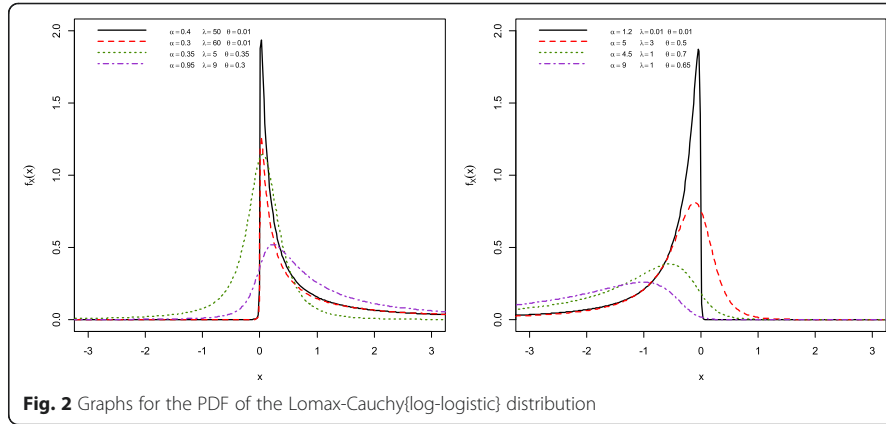 α=0.4 λ=50 θ=0.01
α=0.3 λ=60 θ=0.01
α=0.35 λ=5 θ=0.35
α=0.95 λ=9 θ=0.3
2.0
1.5
1.0
0.5
0.0
fX(x)
-3 -2 -1 0 1 2 3
x
α=1.2 λ=0.01 θ=0.01
α=5 λ=3 θ=0.5
α=4.5 λ=1 θ=0.7
α=9 λ=1 θ=0.65
2.0
1.5
1.0
0.5
0.0
fX(x)
-3 -2 -1 0 1 2 3
x
Fig. 2 Graphs for the PDF of the Lomax-Cauchy{log-logistic} distribution